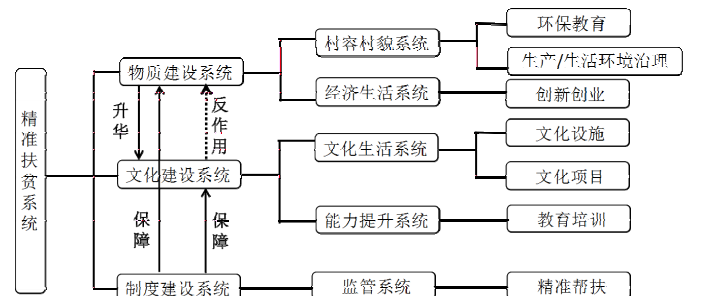 精准扶贫系统
物质建设系统
村容村貌系统
环保教育
生产/生活环境治理
经济生活系统
创新创业
升华
反作用
文化建设系统
文化生活系统
文化设施
文化项目
能力提升系统
教育培训
保障
保障
制度建设系统
监管系统
精准帮扶